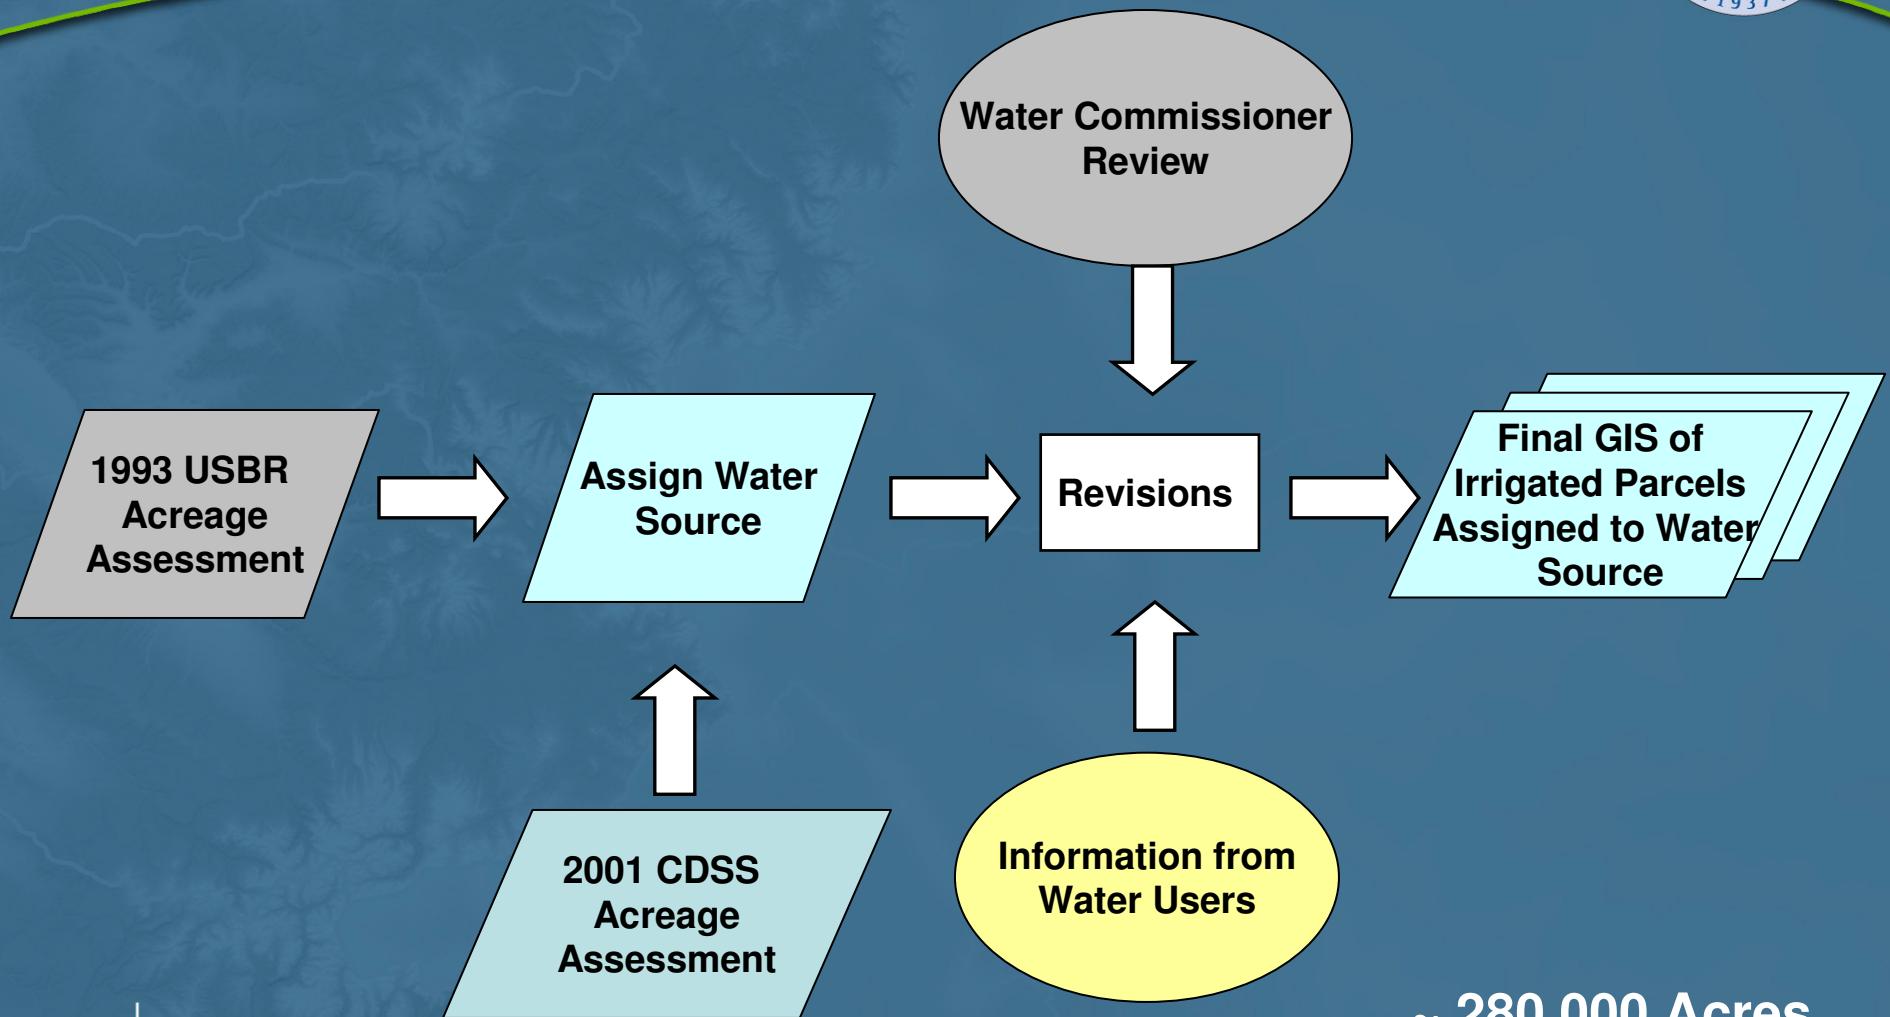 1937
Water Commissioner
Review
1993 USBR
Acreage
Assessment
Assign Water
Source
Revisions
Final GIS of
Irrigated Parcels
Assigned to Water
Source
2001 CDSS
Acreage
Assessment
Information from
Water Users
280,000 Acres